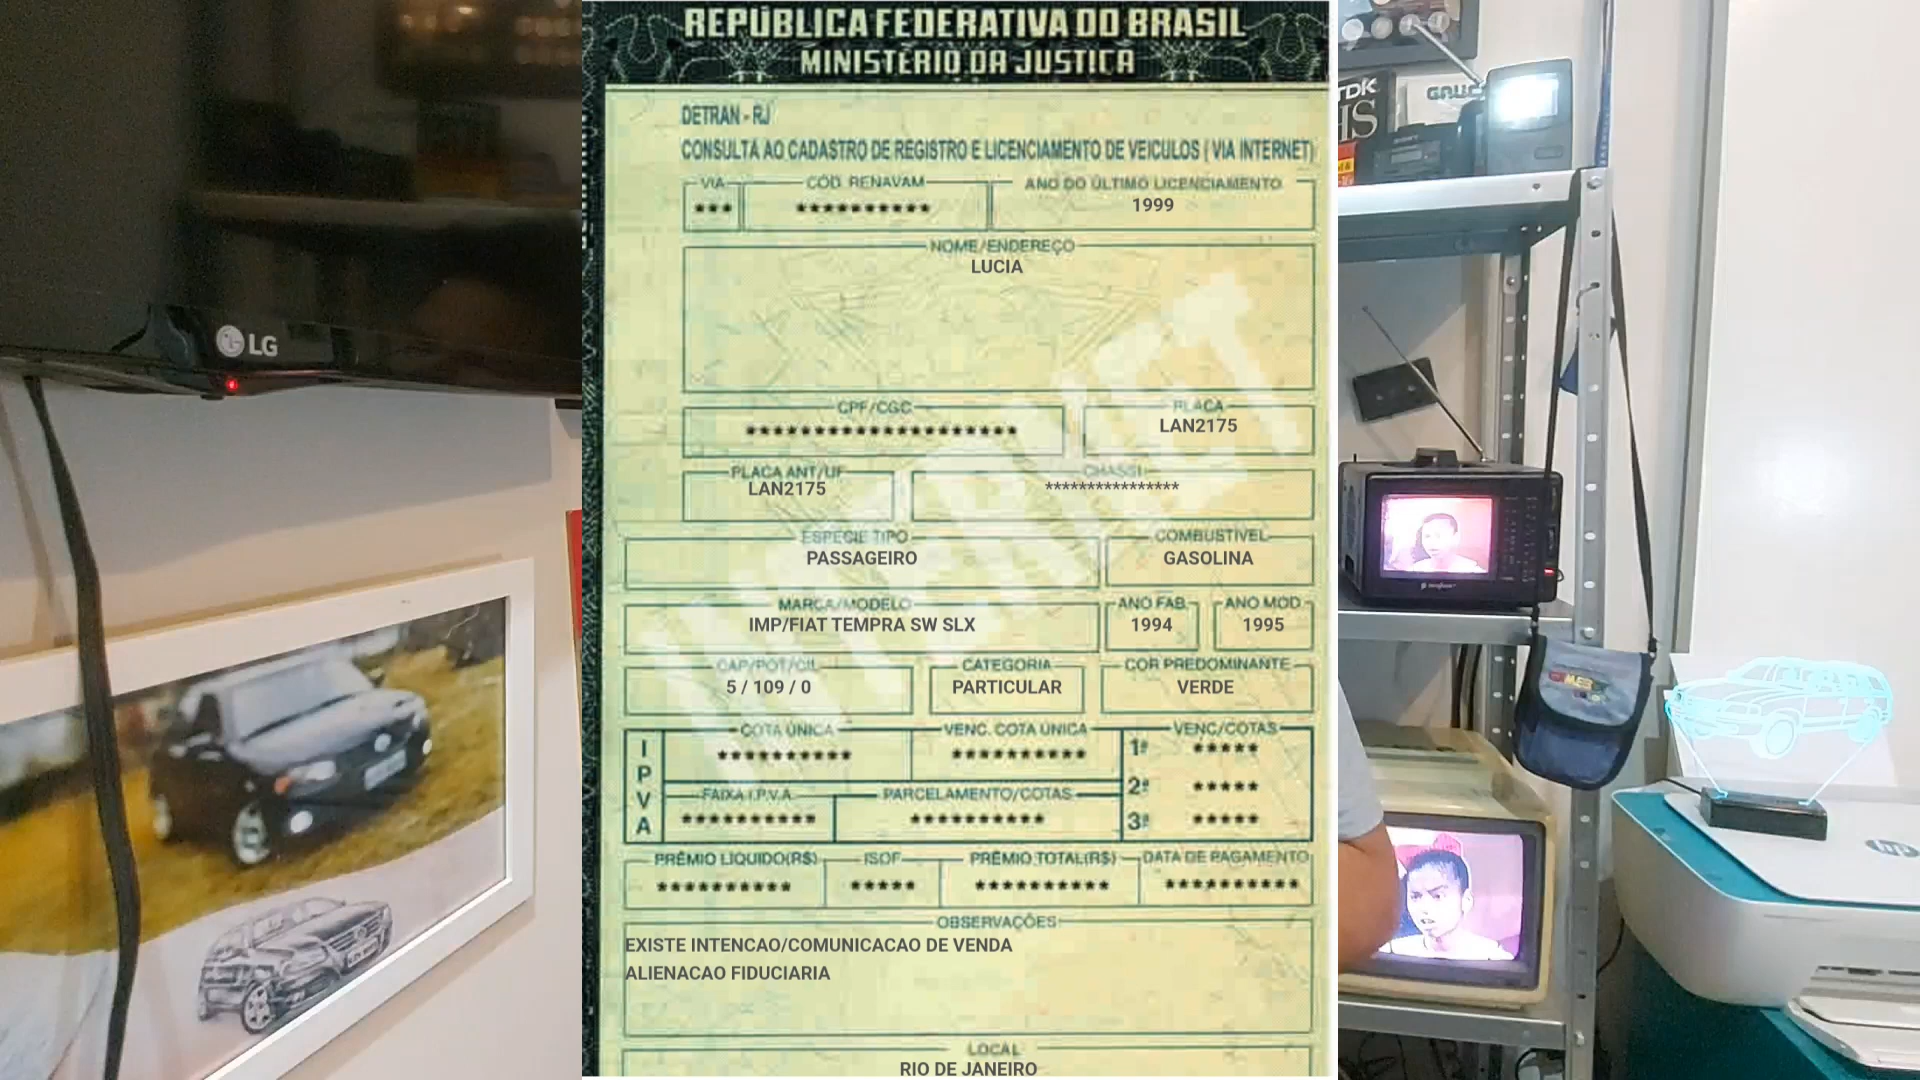 LG
REPÚBLICA FEDERATIVA DO BRASIL
MINISTÉRIO DA JUSTIÇA
DETRAN - RJ
CONSULTA AO CADASTRO DE REGISTRO E LICENCIAMENTO DE VEICULOS ( VIA INTERNET)
VIA CÓD. RENAVAM ANO DO ÚLTIMO LICENCIAMENTO
*** ********** 1999
NOME/ENDEREÇO
LUCIA
CPF/CGC PLACA
******************** LAN2175
PLACA ANT/UF CHASSI
LAN2175 ****************
ESPÉCIE TIPO COMBUSTÍVEL
PASSAGEIRO GASOLINA
MARCA/MODELO ANO FAB. ANO MOD.
IMP/FIAT TEMPRA SW SLX 1994 1995
CAP/POT/CIL CATEGORIA COR PREDOMINANTE
5 / 109 / 0 PARTICULAR VERDE
IPVA
COTA ÚNICA VENC. COTA ÚNICA VENC/COTAS
********** ********** 1ª *****
2ª *****
FAIXA I.P.V.A. PARCELAMENTO/COTAS
********** ********** 3ª *****
PRÊMIO LÍQUIDO(R$) ISOF PRÊMIO TOTAL(R$) DATA DE PAGAMENTO
********** ***** ********** **********
OBSERVAÇÕES
EXISTE INTENCAO/COMUNICACAO DE VENDA
ALIENACAO FIDUCIARIA
LOCAL
RIO DE JANEIRO
INTERNET
TDK
hp